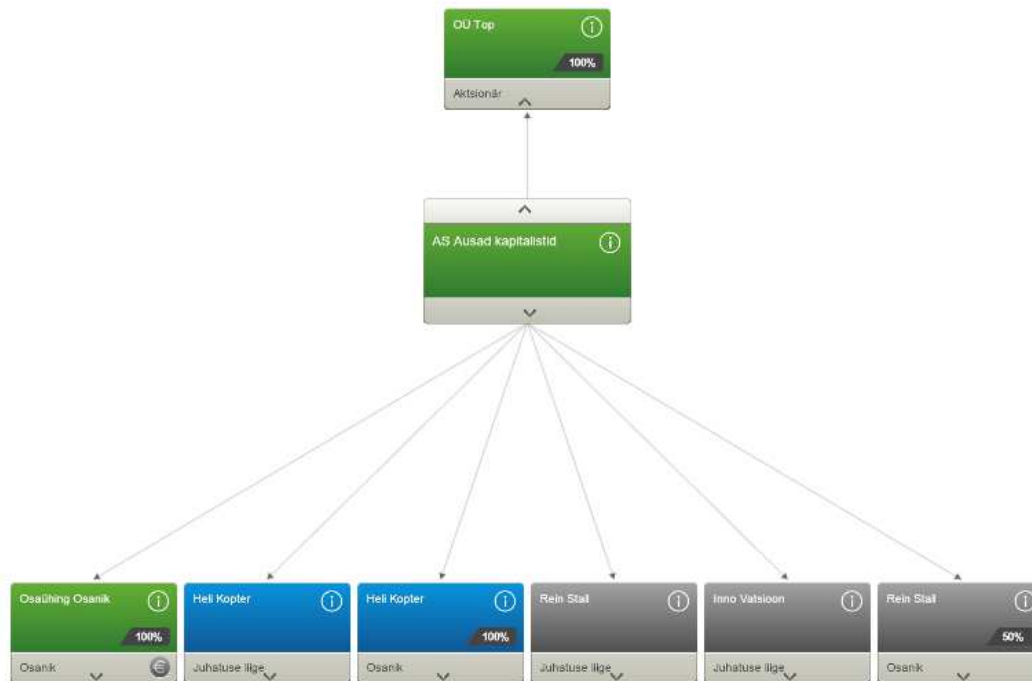 OÜ Top
100%
Aktsionär
AS Ausad kapitalistid
Osaühing Osanik
100%
Osanik
Heli Kopter
Juhatuse liige
Heli Kopter
100%
Osanik
Rein Stall
Juhatuse liige
Inno Vatsioon
Juhatuse liige
Rein Stall
50%
Osanik